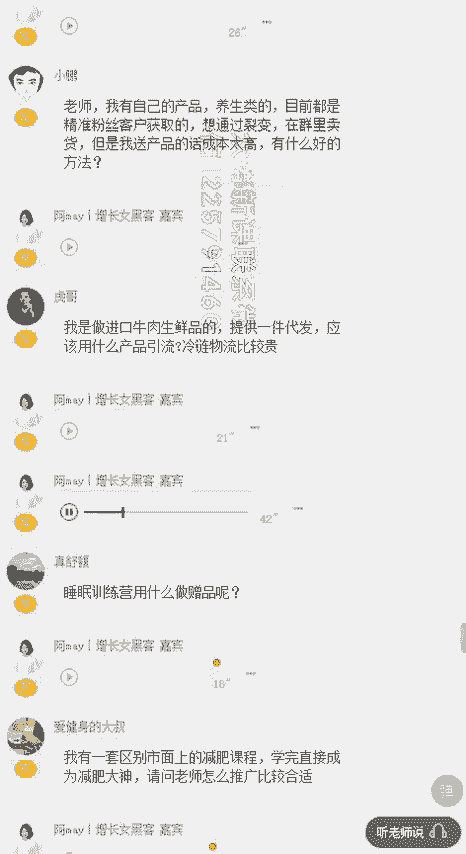 26"
小骥
老师，我有自己的产品，养生类的，目前都是
精准粉丝客户获取的，想通过裂变，在群里卖
货，但是我送产品的话成本太高，有什么好的
方法？
阿may丨增长女黑客 嘉宾
虎哥
我是做进口牛肉生鲜品的，提供一件代发，应
该用什么产品引流?冷链物流比较贵
阿may丨增长女黑客 嘉宾
21"
阿may丨增长女黑客 嘉宾
42"
真舒服
睡眠训练营用什么做赠品呢？
阿may丨增长女黑客 嘉宾
18"
爱健身的大叔
我有一套区别市面上的减肥课程，学完直接成
为减肥大神，请问老师怎么推广比较合适
弹
听老师说
阿may丨增长女黑客 嘉宾